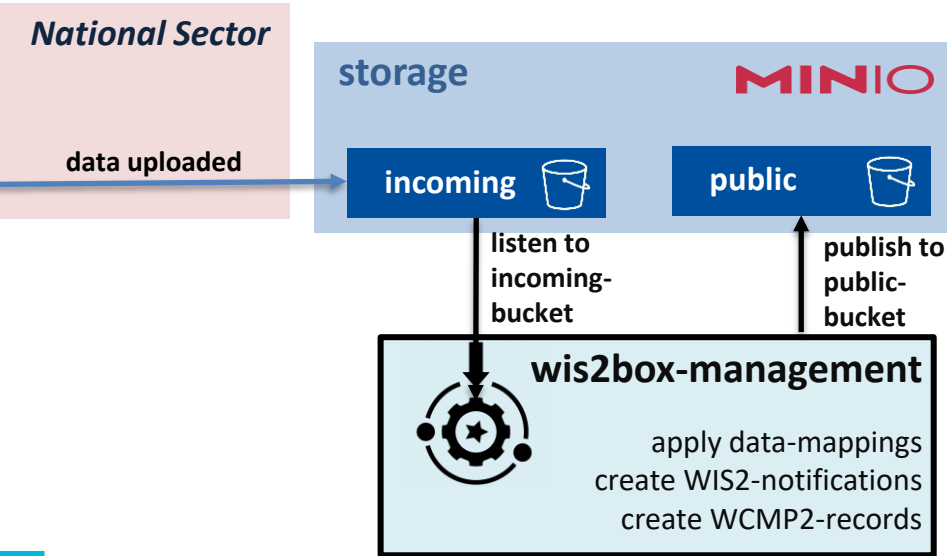 National Sector
storage
MINIO
data uploaded
incoming
public
listen to
incoming-
bucket
publish to
public-
bucket
wis2box-management
apply data-mappings
create WIS2-notifications
create WCMP2-records